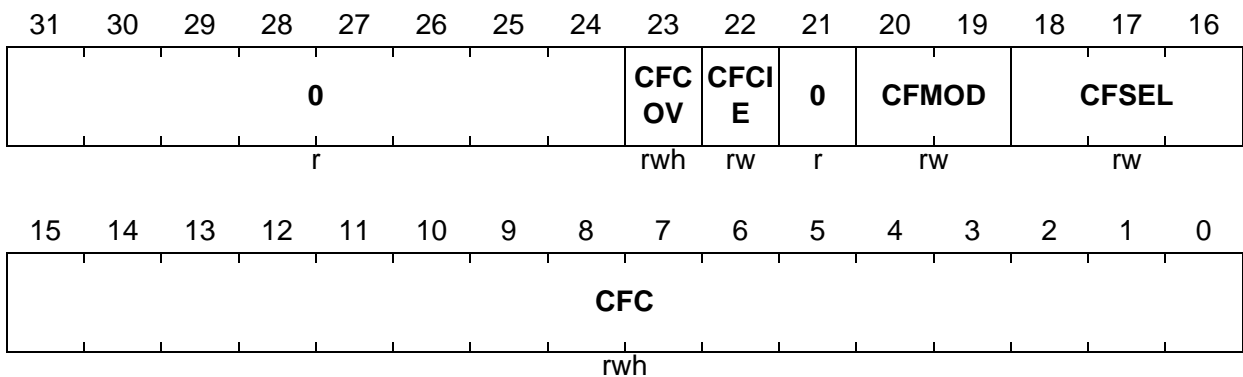 31 30 29 28 27 26 25 24 23 22 21 20 19 18 17 16
0 CFC OV CFCI E 0 CFMOD CFSEL
r rwh rw r rw rw
15 14 13 12 11 10 9 8 7 6 5 4 3 2 1 0
CFC
rwh